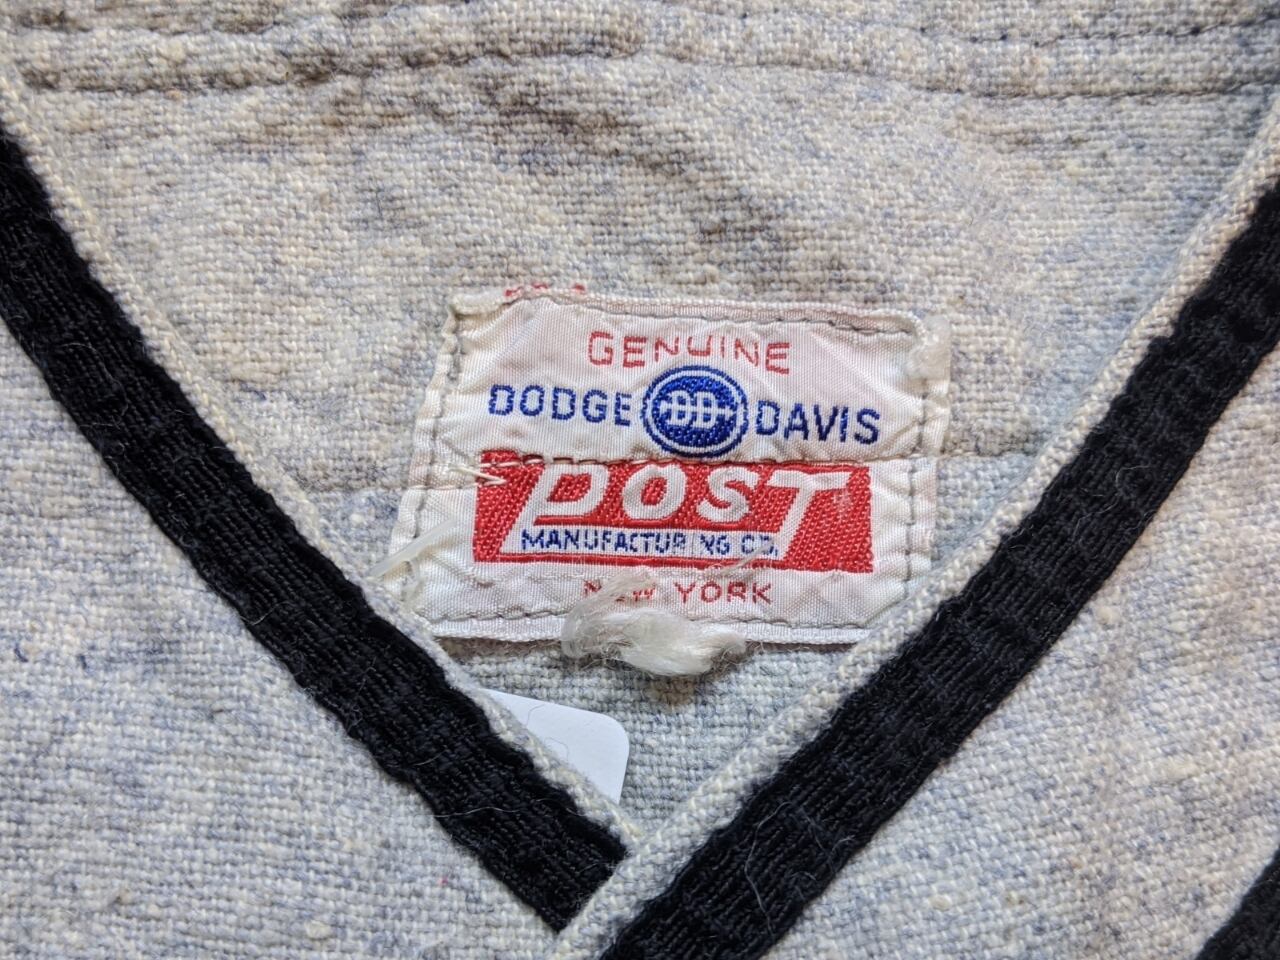 GENUINE
DODGE DD DAVIS
POST
MANUFACTURING CO.
NEW YORK